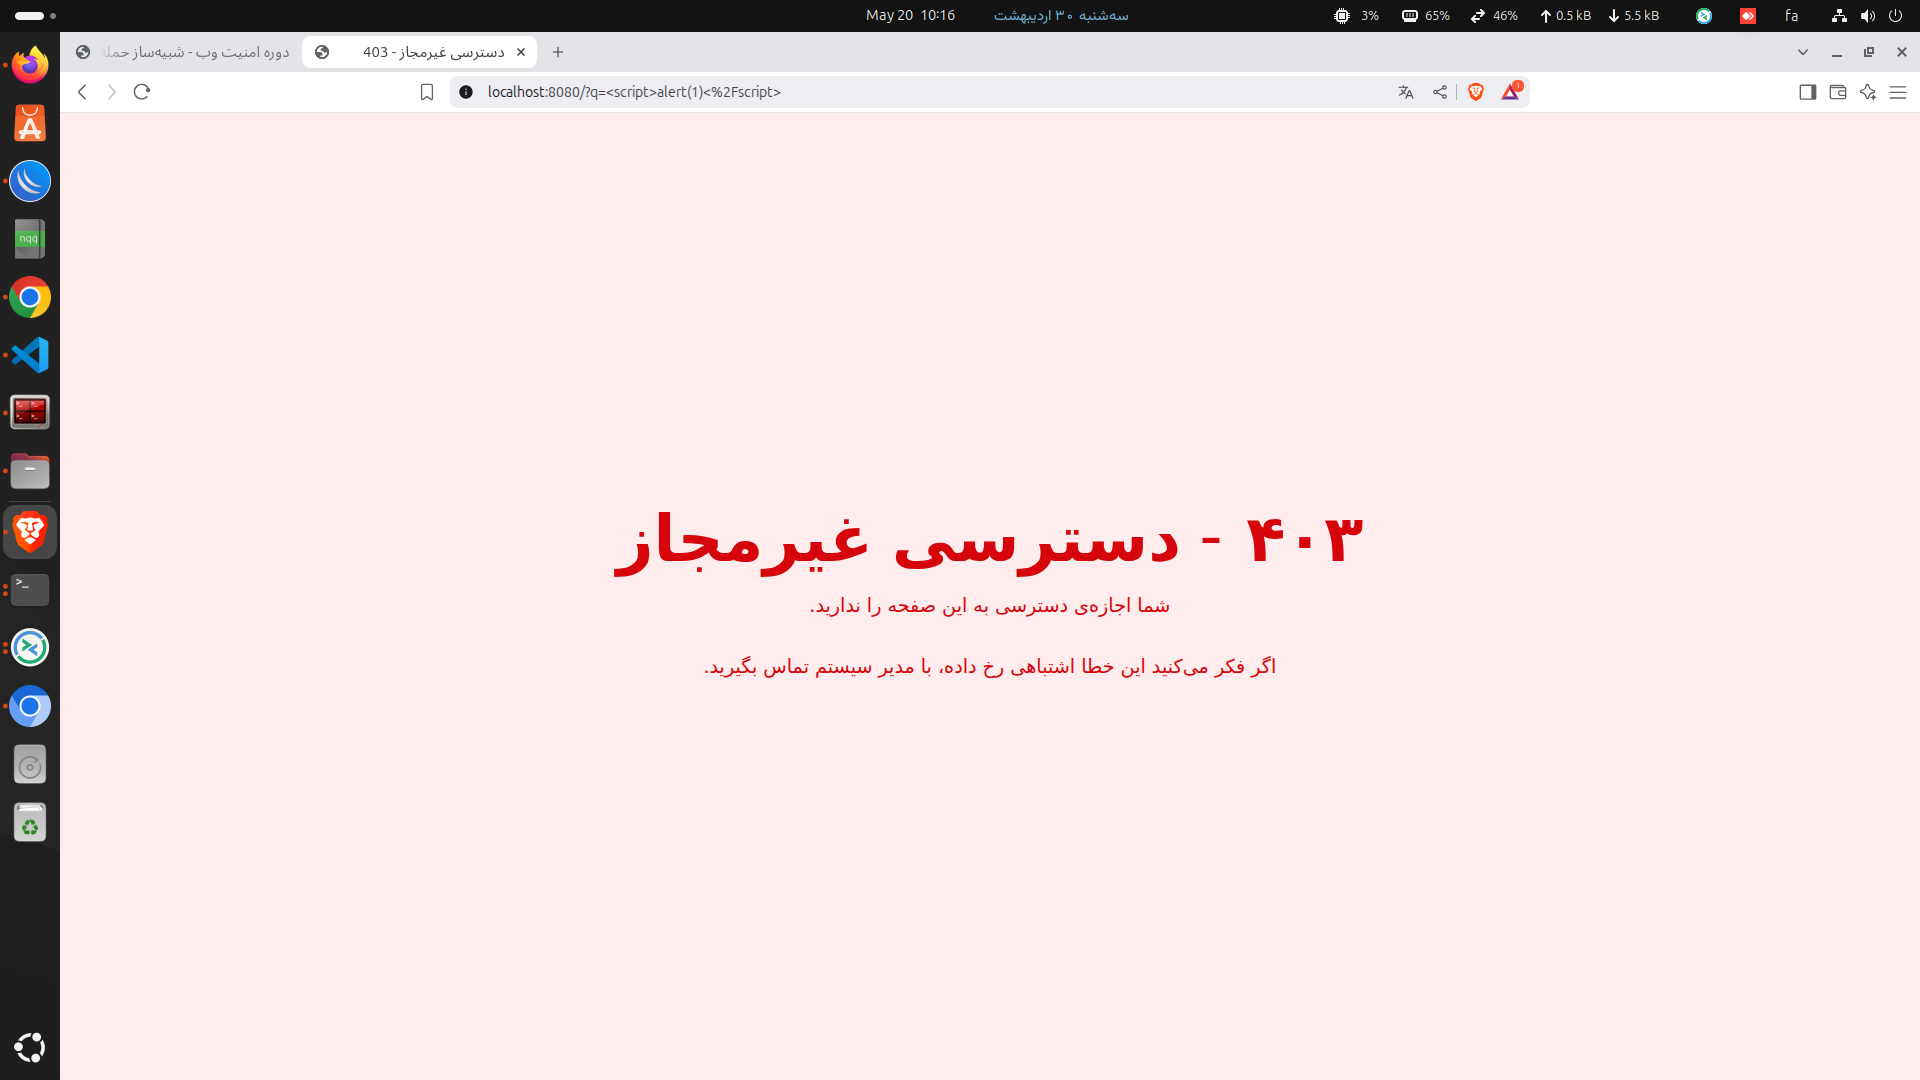 May 20 10:16
سه‌شنبه ۳۰ اردیبهشت
3%
65%
46%
0.5 kB
5.5 kB
fa
دوره امنیت وب - شبیه‌ساز حمله
403 - دسترسی غیرمجاز
localhost:8080/?q=<script>alert(1)<%2Fscript>
1
nqq
۴۰۳ - دسترسی غیرمجاز
شما اجازه‌ی دسترسی به این صفحه را ندارید.
اگر فکر می‌کنید این خطا اشتباهی رخ داده، با مدیر سیستم تماس بگیرید.